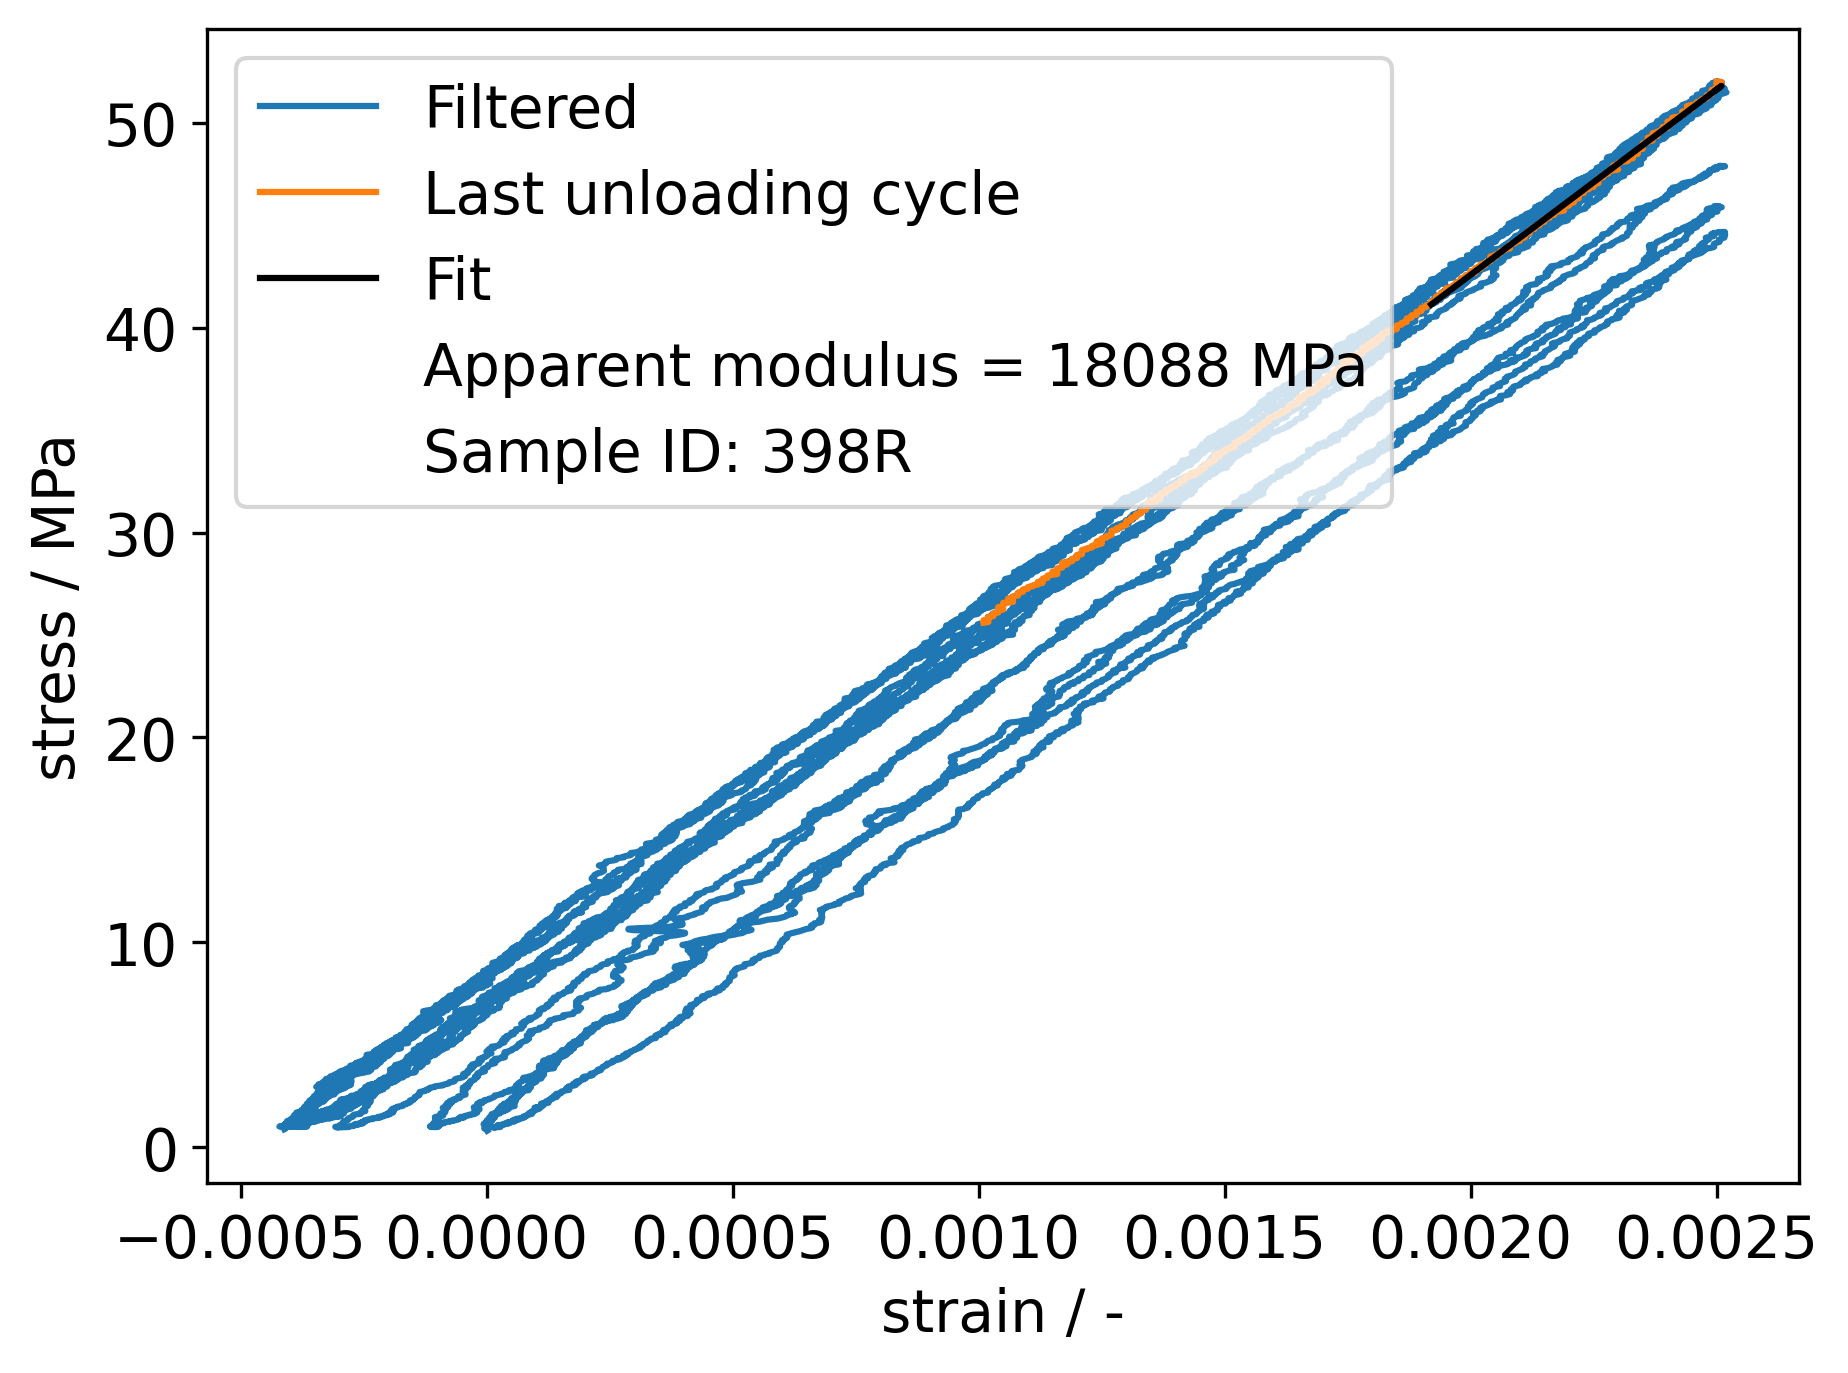 Filtered
Last unloading cycle
Fit
Apparent modulus = 18088 MPa
Sample ID: 398R
50
40
30
20
10
0
stress / MPa
−0.0005 0.0000 0.0005 0.0010 0.0015 0.0020 0.0025
strain / -